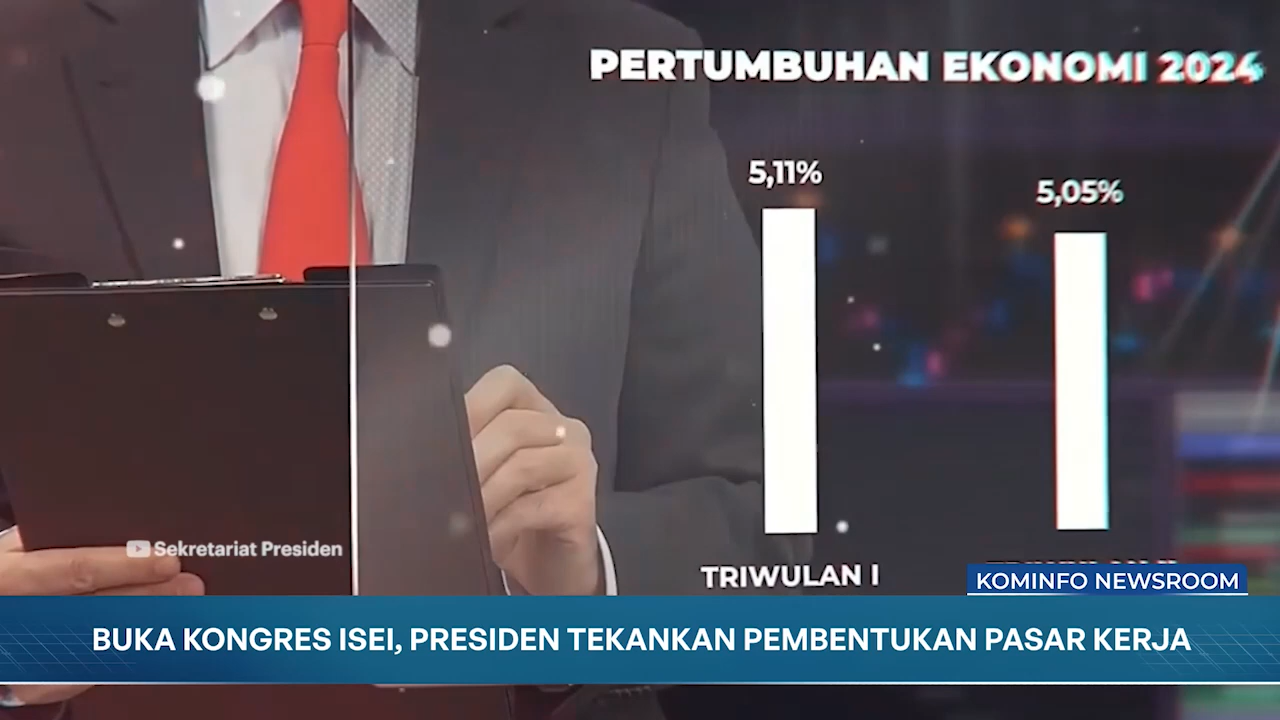 PERTUMBUHAN EKONOMI 2024
5,11%
5,05%
TRIWULAN I
Sekretariat Presiden
KOMINFO NEWSROOM
BUKA KONGRES ISEI, PRESIDEN TEKANKAN PEMBENTUKAN PASAR KERJA